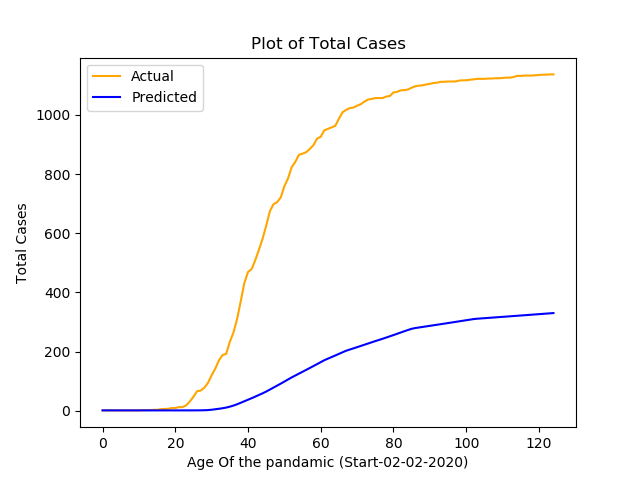 Plot of Total Cases
Actual
Predicted
1000
800
600
400
200
0
Total Cases
0 20 40 60 80 100 120
Age Of the pandamic (Start-02-02-2020)